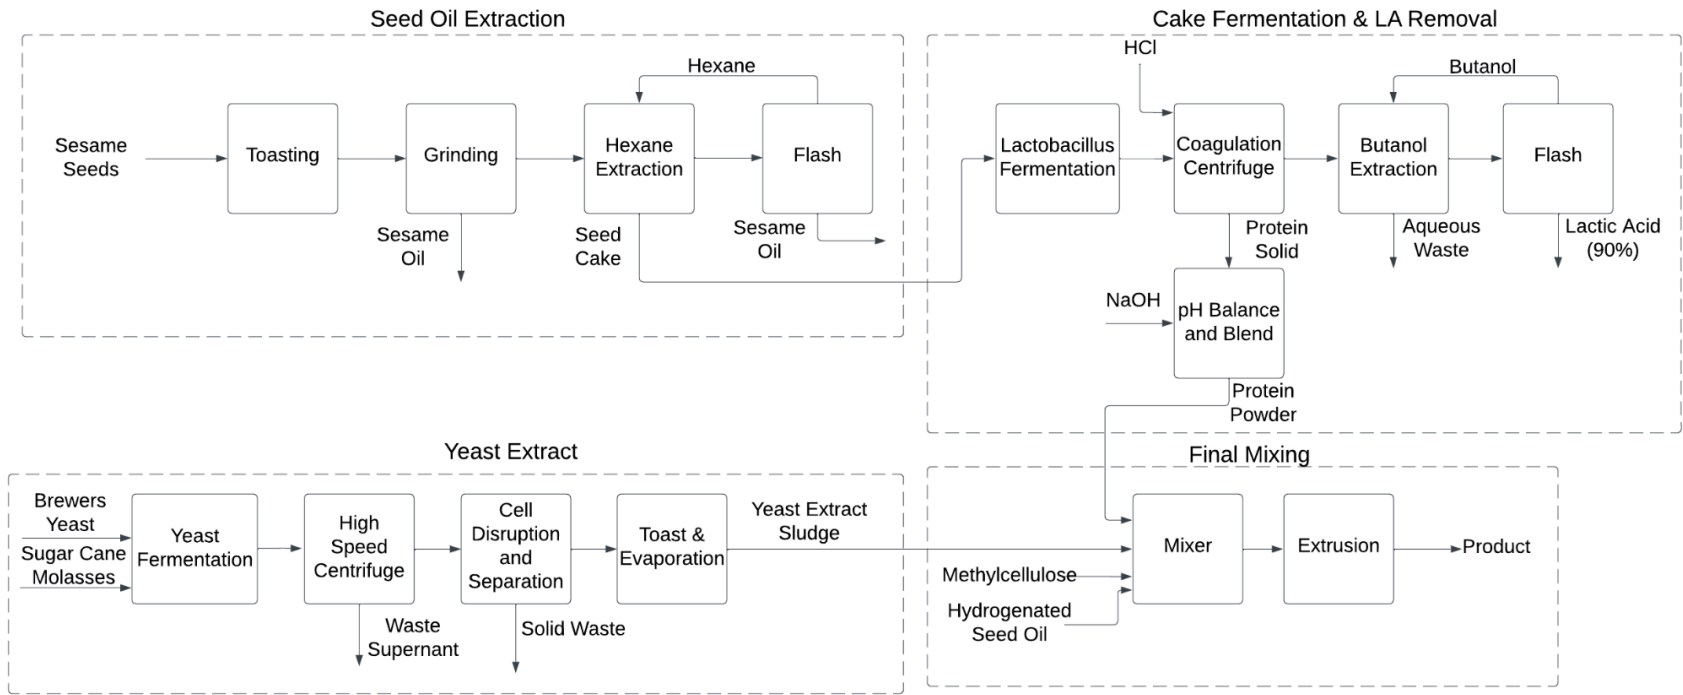 Seed Oil Extraction
Hexane
Sesame
Seeds
Toasting
Grinding
Hexane
Extraction
Flash
Sesame
Oil
Seed
Cake
Sesame
Oil
Cake Fermentation & LA Removal
HCl
Butanol
Lactobacillus
Fermentation
Coagulation
Centrifuge
Butanol
Extraction
Flash
Protein
Solid
Aqueous
Waste
Lactic Acid
(90%)
NaOH
pH Balance
and Blend
Protein
Powder
Yeast Extract
Brewers
Yeast
Sugar Cane
Molasses
Yeast
Fermentation
High
Speed
Centrifuge
Cell
Disruption
and
Separation
Toast &
Evaporation
Yeast Extract
Sludge
Waste
Supernant
Solid Waste
Final Mixing
Mixer
Extrusion
Product
Methylcellulose
Hydrogenated
Seed Oil